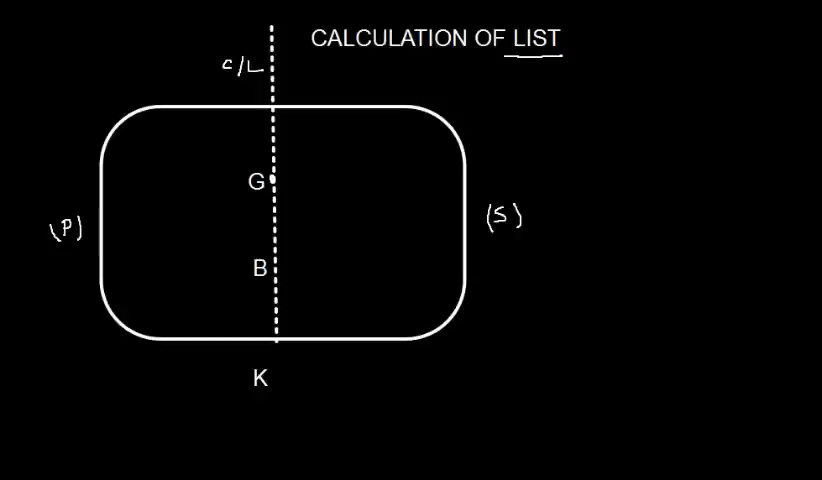 CALCULATION OF LIST
C/L
G
(P)
(S)
B
K